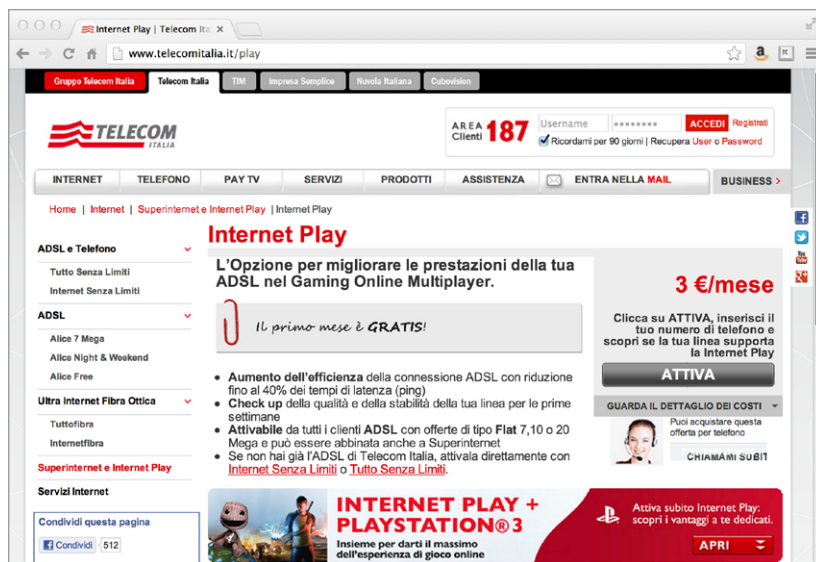 Internet Play | Telecom Ita
www.telecomitalia.it/play
Gruppo Telecom Italia Telecom Italia TIM Impresa Semplice Nuvola Italiana Cubovision
TELECOM
ITALIA
AREA
Clienti 187
Username ACCEDI Registrati
Ricordami per 90 giorni | Recupera User o Password
INTERNET TELEFONO PAY TV SERVIZI PRODOTTI ASSISTENZA ENTRA NELLA MAIL BUSINESS >
Home | Internet | Superinternet e Internet Play | Internet Play
ADSL e Telefono
Tutto Senza Limiti
Internet Senza Limiti
ADSL
Alice 7 Mega
Alice Night & Weekend
Alice Free
Ultra Internet Fibra Ottica
Tuttofibra
Internetfibra
Superinternet e Internet Play
Servizi Internet
Condividi questa pagina
Condividi 512
Internet Play
L'Opzione per migliorare le prestazioni della tua
ADSL nel Gaming Online Multiplayer.
Il primo mese è GRATIS!
• Aumento dell'efficienza della connessione ADSL con riduzione
fino al 40% dei tempi di latenza (ping)
• Check up della qualità e della stabilità della tua linea per le prime
settimane
• Attivabile da tutti i clienti ADSL con offerte di tipo Flat 7,10 o 20
Mega e può essere abbinata anche a Superinternet
• Se non hai già l'ADSL di Telecom Italia, attivala direttamente con
Internet Senza Limiti o Tutto Senza Limiti.
3 €/mese
Clicca su ATTIVA, inserisci il
tuo numero di telefono e
scopri se la tua linea supporta
la Internet Play
ATTIVA
GUARDA IL DETTAGLIO DEI COSTI
Puoi acquistare questa
offerta per telefono
CHIAMAMI SUBIT
You
Tube
INTERNET PLAY +
PLAYSTATION®3
Insieme per darti il massimo
dell'esperienza di gioco online
Attiva subito Internet Play:
scopri i vantaggi a te dedicati.
APRI